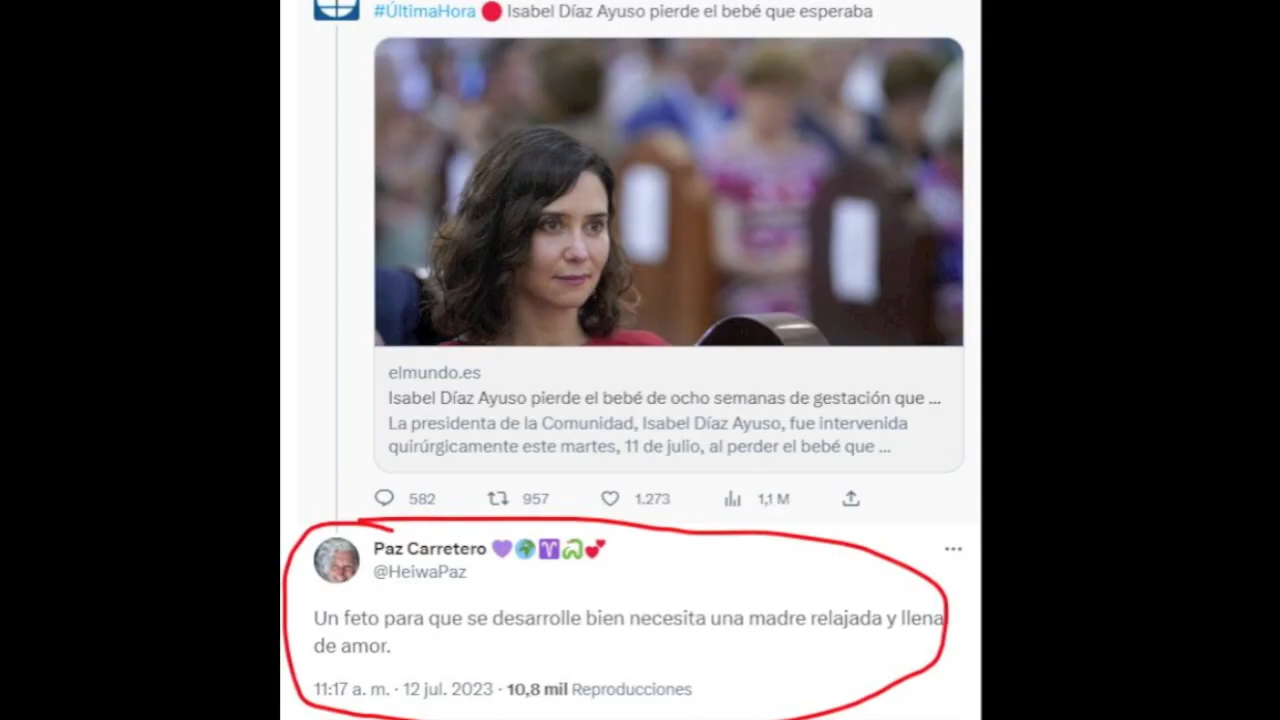 #ÚltimaHora 🔴 Isabel Díaz Ayuso pierde el bebé que esperaba
elmundo.es
Isabel Díaz Ayuso pierde el bebé de ocho semanas de gestación que ...
La presidenta de la Comunidad, Isabel Díaz Ayuso, fue intervenida
quirúrgicamente este martes, 11 de julio, al perder el bebé que ...
582 957 1.273 1,1 M
Paz Carretero 💜🌍♈💕
@HeiwaPaz
Un feto para que se desarrolle bien necesita una madre relajada y llena
de amor.
11:17 a. m. · 12 jul. 2023 · 10,8 mil Reproducciones